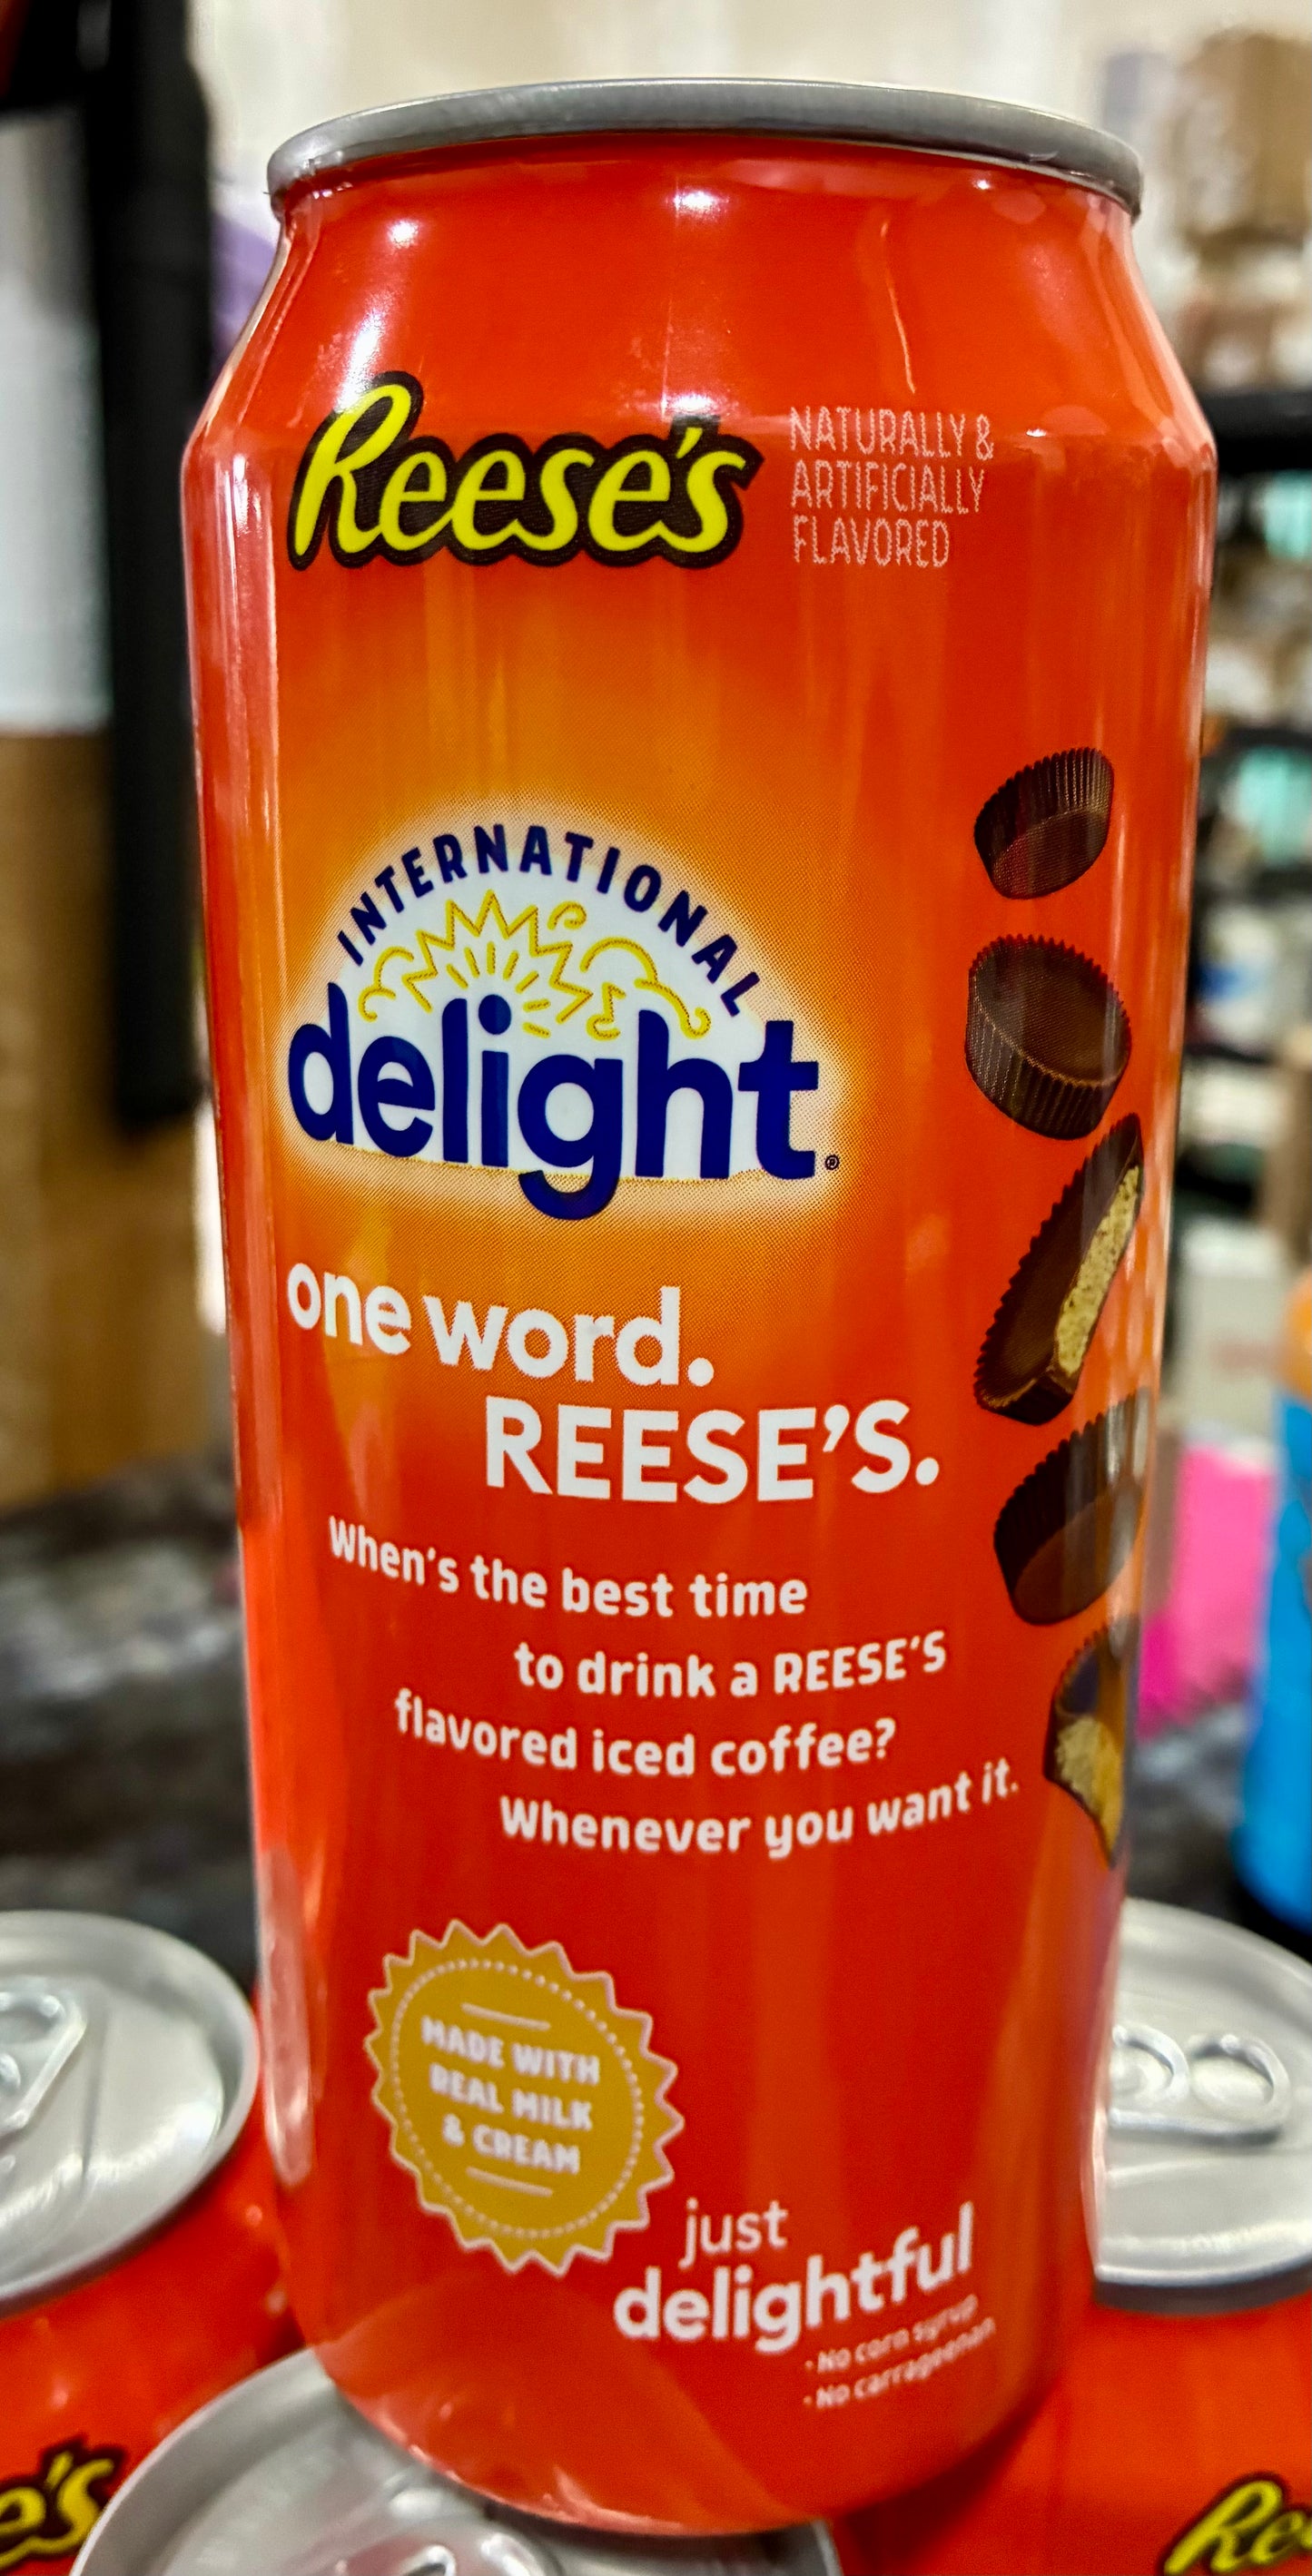 Reese's
NATURALLY &
ARTIFICIALLY
FLAVORED
INTERNATIONAL
delight®
one word.
REESE'S.
When's the best time
to drink a REESE'S
flavored iced coffee?
Whenever you want it.
MADE WITH
REAL MILK
& CREAM
just
delightful
· No corn syrup
· No carrageenan
e's
Re